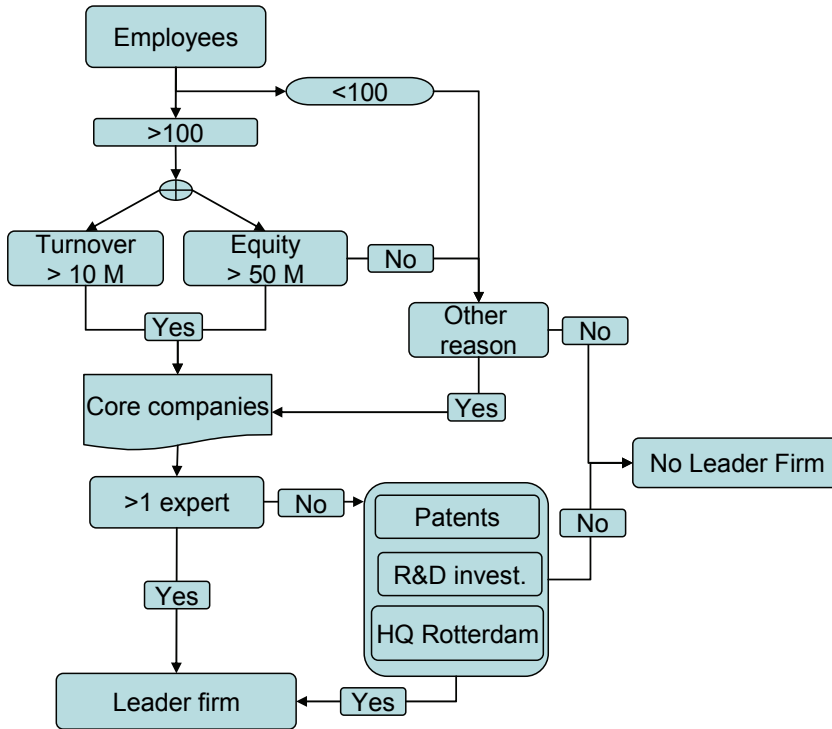 Employees
<100
>100
Turnover
> 10 M
Equity
> 50 M
No
Yes
Other
reason
No
Core companies
Yes
No Leader Firm
>1 expert
No
Patents
No
R&D invest.
Yes
HQ Rotterdam
Leader firm
Yes